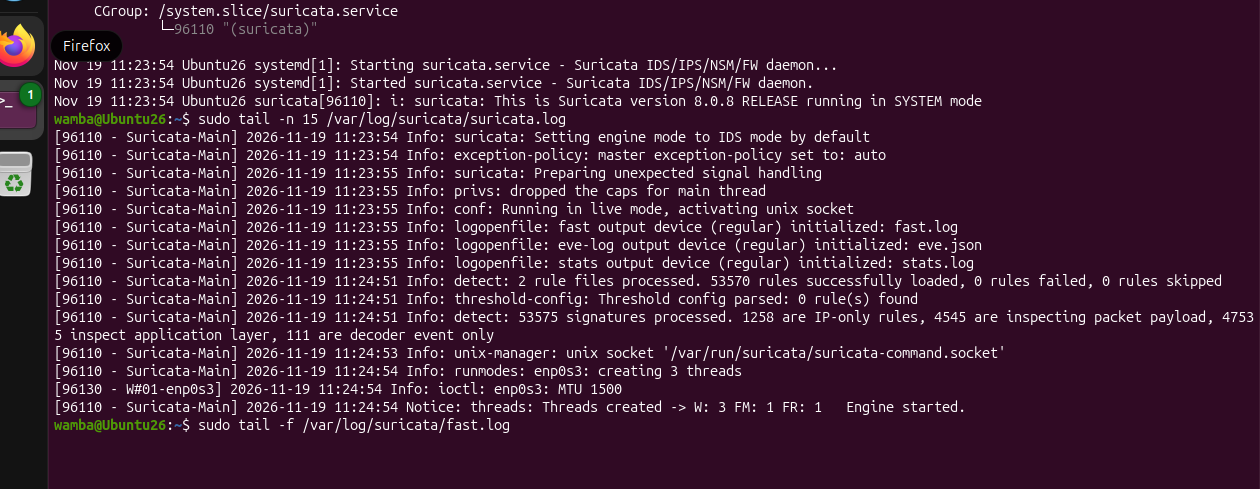 CGroup: /system.slice/suricata.service
└─96110 "(suricata)"
Firefox
Nov 19 11:23:54 Ubuntu26 systemd[1]: Starting suricata.service - Suricata IDS/IPS/NSM/FW daemon...
Nov 19 11:23:54 Ubuntu26 systemd[1]: Started suricata.service - Suricata IDS/IPS/NSM/FW daemon.
>_ 1
Nov 19 11:23:54 Ubuntu26 suricata[96110]: i: suricata: This is Suricata version 8.0.8 RELEASE running in SYSTEM mode
wamba@Ubuntu26:~$ sudo tail -n 15 /var/log/suricata/suricata.log
[96110 - Suricata-Main] 2026-11-19 11:23:54 Info: suricata: Setting engine mode to IDS mode by default
[96110 - Suricata-Main] 2026-11-19 11:23:54 Info: exception-policy: master exception-policy set to: auto
[96110 - Suricata-Main] 2026-11-19 11:23:55 Info: suricata: Preparing unexpected signal handling
[96110 - Suricata-Main] 2026-11-19 11:23:55 Info: privs: dropped the caps for main thread
[96110 - Suricata-Main] 2026-11-19 11:23:55 Info: conf: Running in live mode, activating unix socket
[96110 - Suricata-Main] 2026-11-19 11:23:55 Info: logopenfile: fast output device (regular) initialized: fast.log
[96110 - Suricata-Main] 2026-11-19 11:23:55 Info: logopenfile: eve-log output device (regular) initialized: eve.json
[96110 - Suricata-Main] 2026-11-19 11:23:55 Info: logopenfile: stats output device (regular) initialized: stats.log
[96110 - Suricata-Main] 2026-11-19 11:24:51 Info: detect: 2 rule files processed. 53570 rules successfully loaded, 0 rules failed, 0 rules skipped
[96110 - Suricata-Main] 2026-11-19 11:24:51 Info: threshold-config: Threshold config parsed: 0 rule(s) found
[96110 - Suricata-Main] 2026-11-19 11:24:51 Info: detect: 53575 signatures processed. 1258 are IP-only rules, 4545 are inspecting packet payload, 4753
5 inspect application layer, 111 are decoder event only
[96110 - Suricata-Main] 2026-11-19 11:24:53 Info: unix-manager: unix socket '/var/run/suricata/suricata-command.socket'
[96110 - Suricata-Main] 2026-11-19 11:24:54 Info: runmodes: enp0s3: creating 3 threads
[96130 - W#01-enp0s3] 2026-11-19 11:24:54 Info: ioctl: enp0s3: MTU 1500
[96110 - Suricata-Main] 2026-11-19 11:24:54 Notice: threads: Threads created -> W: 3 FM: 1 FR: 1   Engine started.
wamba@Ubuntu26:~$ sudo tail -f /var/log/suricata/fast.log